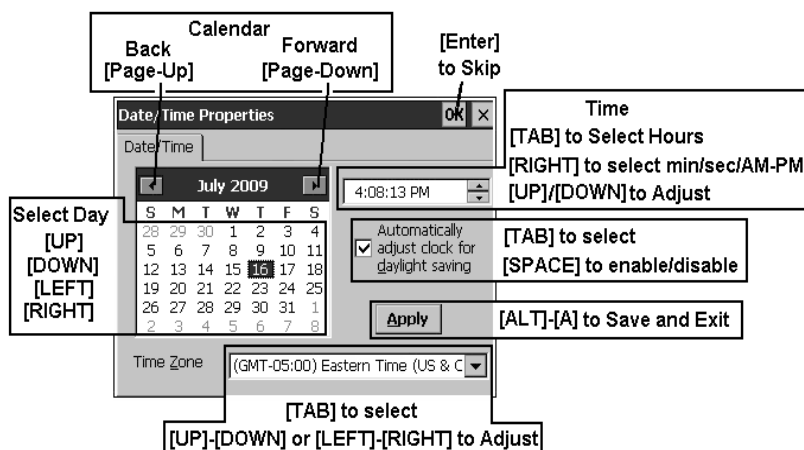 Calendar
Back Forward
[Page-Up] [Page-Down]
[Enter]
to Skip
Date/Time Properties OK ×
Date/Time
July 2009
S M T W T F S
28 29 30 1 2 3 4
5 6 7 8 9 10 11
12 13 14 15 16 17 18
19 20 21 22 23 24 25
26 27 28 29 30 31 1
2 3 4 5 6 7 8
Select Day
[UP]
[DOWN]
[LEFT]
[RIGHT]
4:08:13 PM
Time
[TAB] to Select Hours
[RIGHT] to select min/sec/AM-PM
[UP]/[DOWN] to Adjust
Automatically
adjust clock for
daylight saving
[TAB] to select
[SPACE] to enable/disable
Apply
[ALT]-[A] to Save and Exit
Time Zone
(GMT-05:00) Eastern Time (US & C
[TAB] to select
[UP]-[DOWN] or [LEFT]-[RIGHT] to Adjust